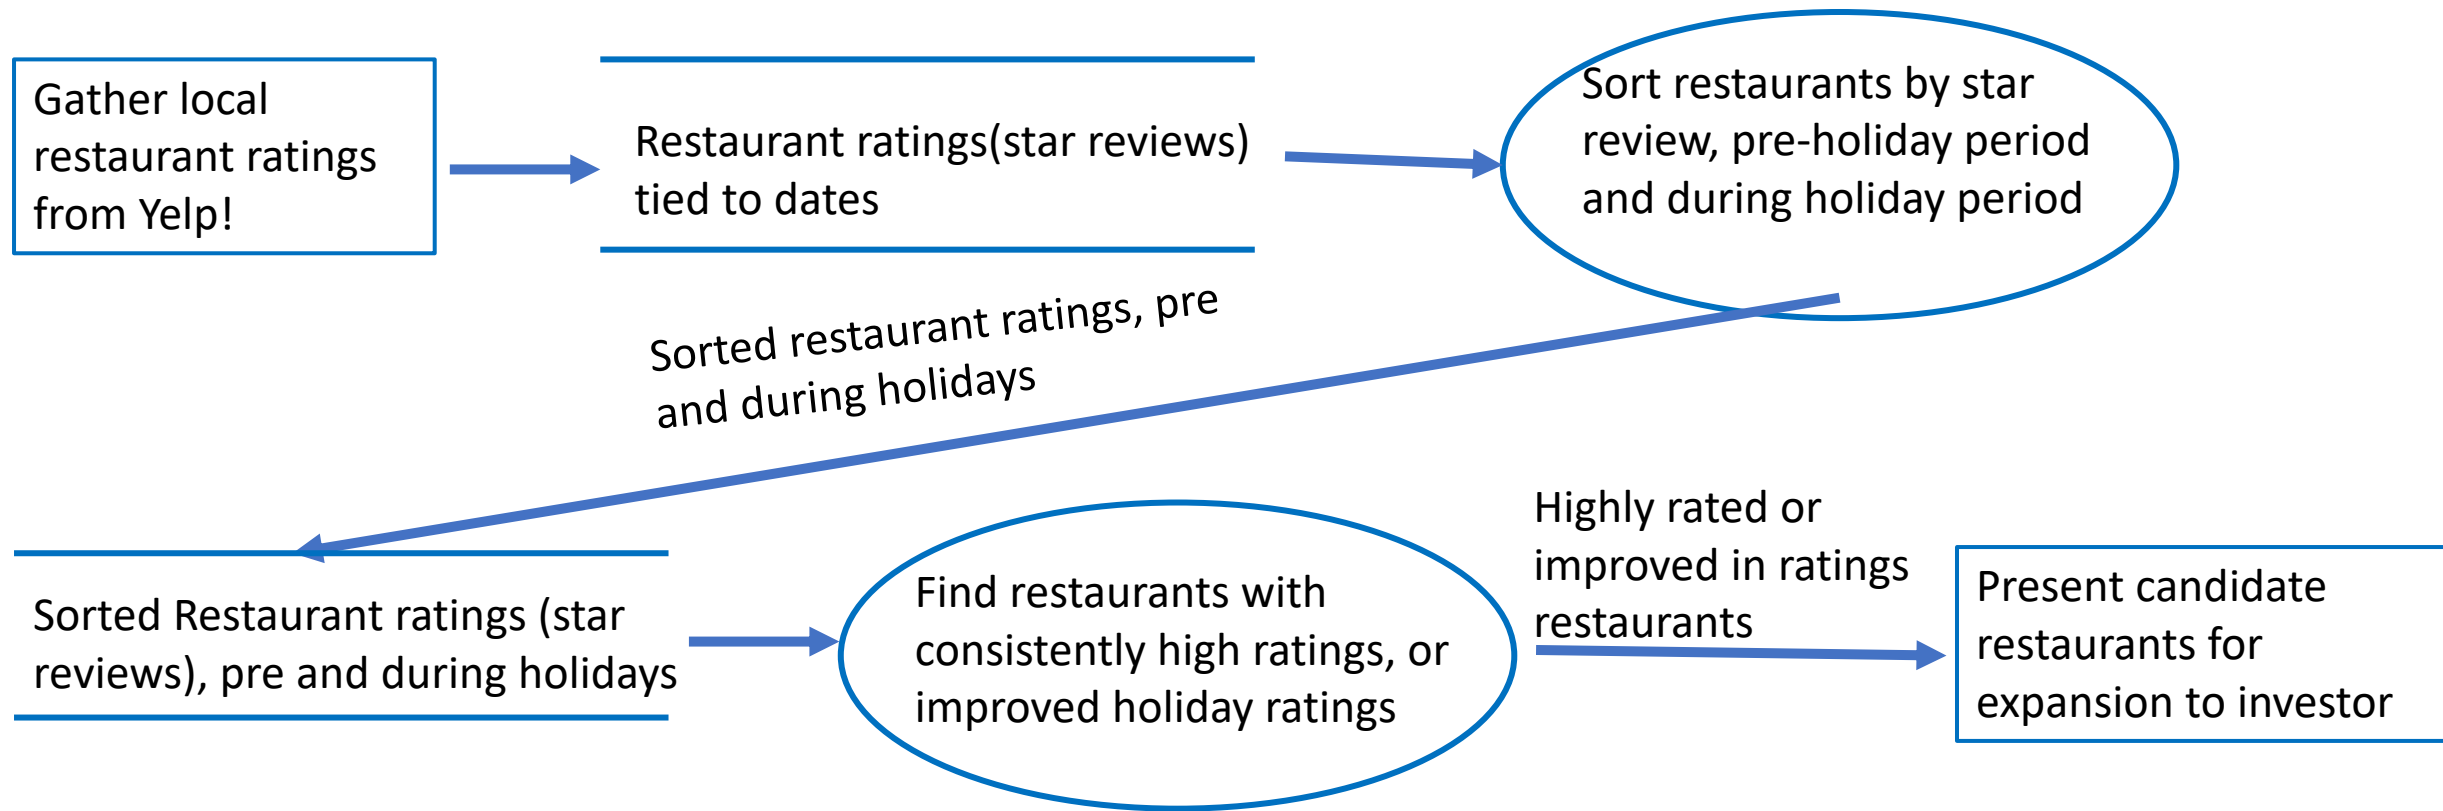 Gather local
restaurant ratings
from Yelp!
Restaurant ratings(star reviews)
tied to dates
Sort restaurants by star
review, pre-holiday period
and during holiday period
Sorted restaurant ratings, pre
and during holidays
Sorted Restaurant ratings (star
reviews), pre and during holidays
Find restaurants with
consistently high ratings, or
improved holiday ratings
Highly rated or
improved in ratings
restaurants
Present candidate
restaurants for
expansion to investor